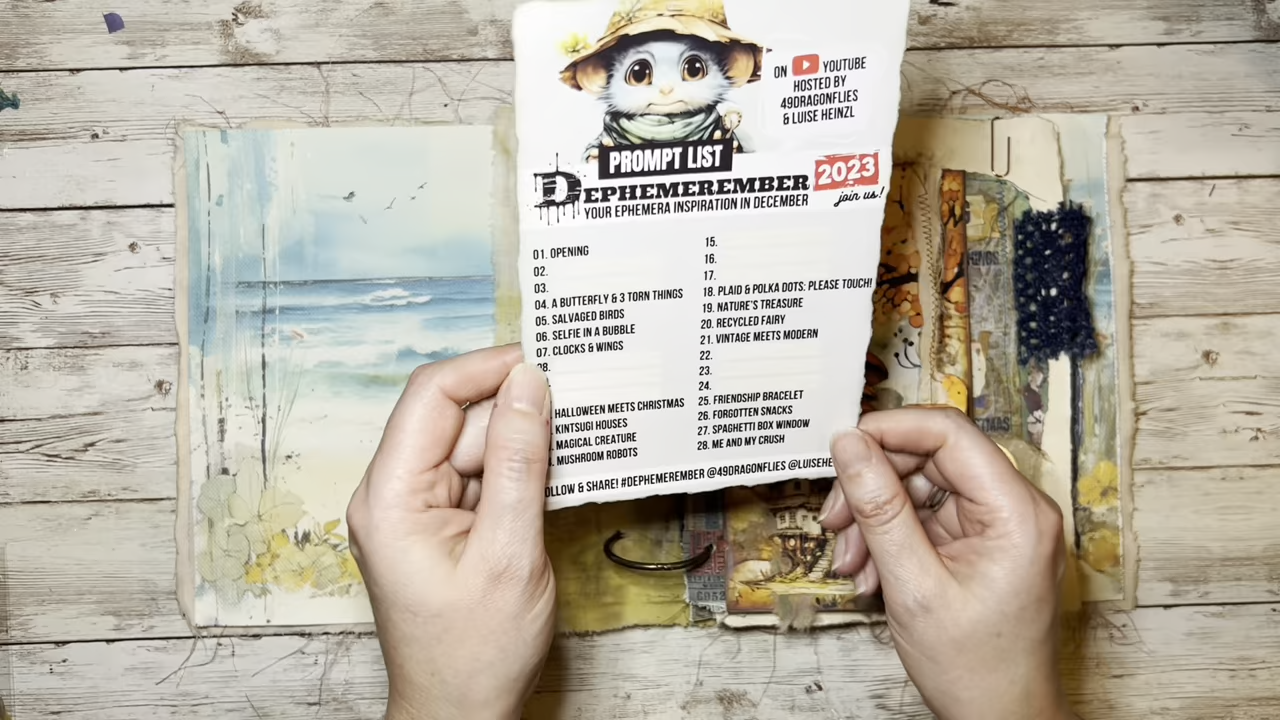 ON YOUTUBE
HOSTED BY
49DRAGONFLIES
& LUISE HEINZL
PROMPT LIST
DEPHEMEREMBER 2023
YOUR EPHEMERA INSPIRATION IN DECEMBER
join us!
01. OPENING
02.
03.
04. A BUTTERFLY & 3 TORN THINGS
05. SALVAGED BIRDS
06. SELFIE IN A BUBBLE
07. CLOCKS & WINGS
08.
HALLOWEEN MEETS CHRISTMAS
KINTSUGI HOUSES
MAGICAL CREATURE
MUSHROOM ROBOTS
15.
16.
17.
18. PLAID & POLKA DOTS: PLEASE TOUCH!
19. NATURE'S TREASURE
20. RECYCLED FAIRY
21. VINTAGE MEETS MODERN
22.
23.
24.
25. FRIENDSHIP BRACELET
26. FORGOTTEN SNACKS
27. SPAGHETTI BOX WINDOW
28. ME AND MY CRUSH
OLLOW & SHARE! #DEPHEMEREMBER @49DRAGONFLIES @LUISEHE